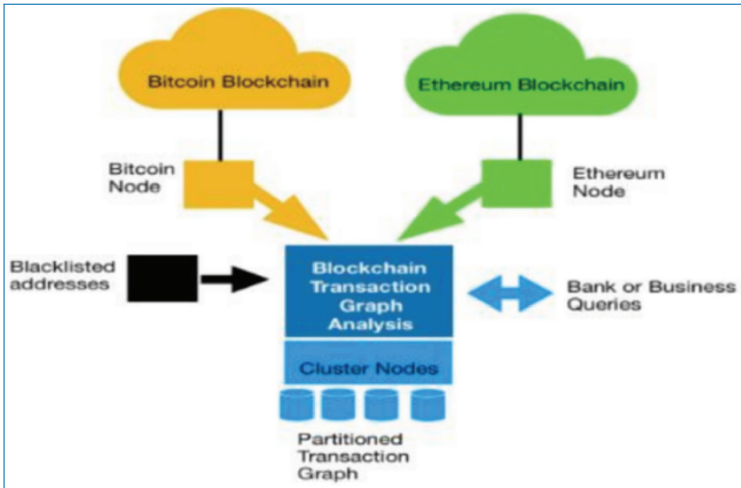 Bitcoin Blockchain
Ethereum Blockchain
Bitcoin
Node
Ethereum
Node
Blacklisted
addresses
Blockchain
Transaction
Graph
Analysis
Bank or Business
Queries
Cluster Nodes
Partitioned
Transaction
Graph